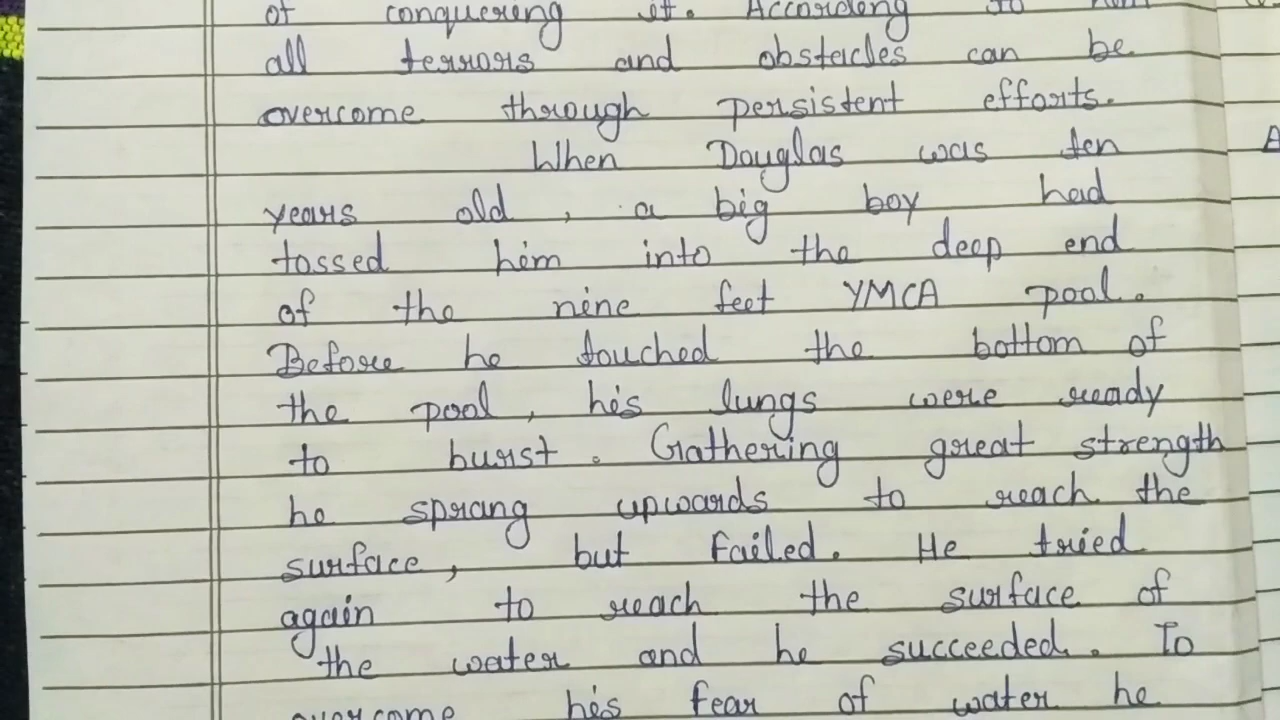 of conquering it. According to him
all terrors and obstacles can be
overcome through persistent efforts.
When Douglas was ten
years old, a big boy had
tossed him into the deep end
of the nine feet YMCA pool.
Before he touched the bottom of
the pool, his lungs were ready
to burst. Gathering great strength
he sprang upwards to reach the
surface, but failed. He tried
again to reach the surface of
the water and he succeeded. To
overcome his fear of water he